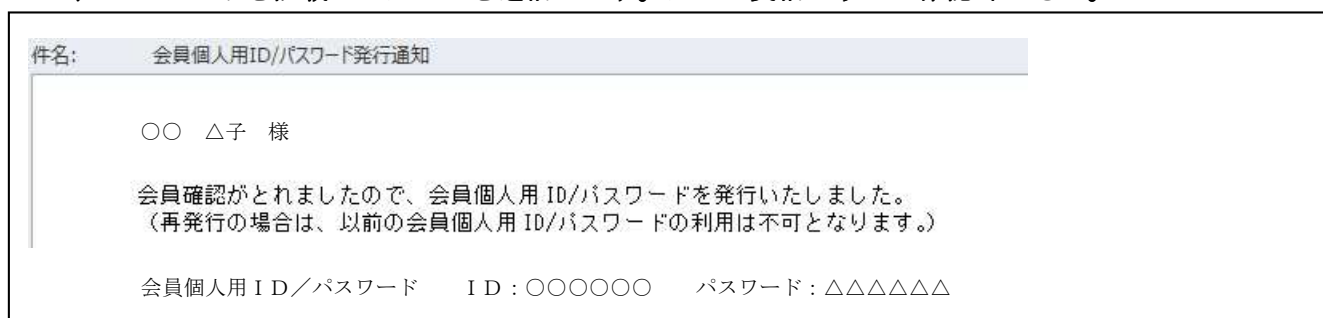 件名: 会員個人用ID/パスワード発行通知
○○ △子 様
会員確認がとれましたので、会員個人用 ID/パスワードを発行いたしました。
(再発行の場合は、以前の会員個人用 ID/パスワードの利用は不可となります。)
会員個人用ID/パスワード ID:○○○○○○ パスワード:△△△△△△